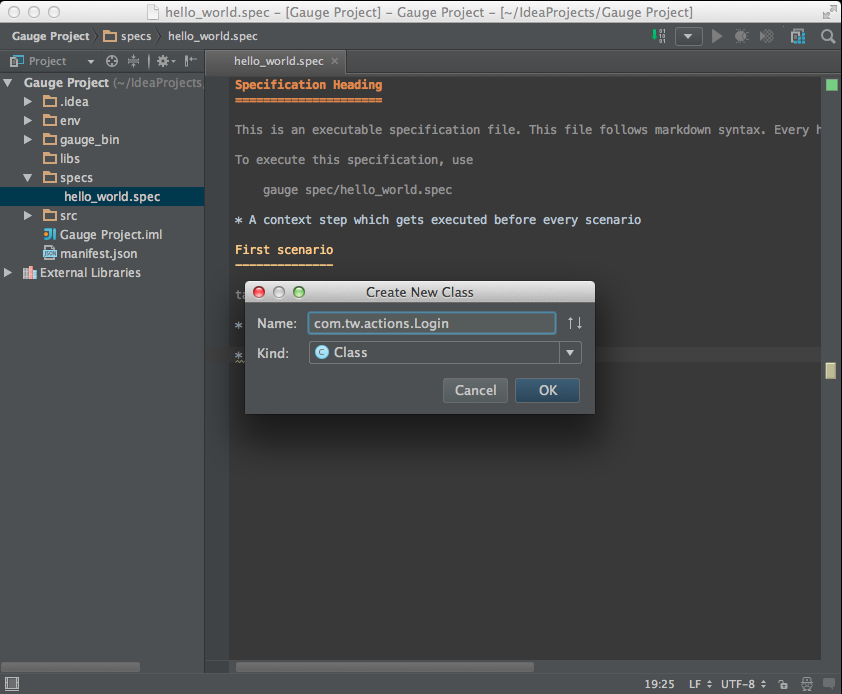 hello_world.spec – [Gauge Project] – Gauge Project – [~/IdeaProjects/Gauge Project]
Gauge Project specs hello_world.spec
Project
hello_world.spec
Gauge Project (~/IdeaProjects
.idea
env
gauge_bin
libs
specs
hello_world.spec
src
Gauge Project.iml
manifest.json
External Libraries
Specification Heading
=====================
This is an executable specification file. This file follows markdown syntax. Every h
To execute this specification, use
gauge spec/hello_world.spec
* A context step which gets executed before every scenario
First scenario
--------------
ta
*
*
Create New Class
Name: com.tw.actions.Login
Kind: Class
Cancel OK
19:25 LF UTF-8